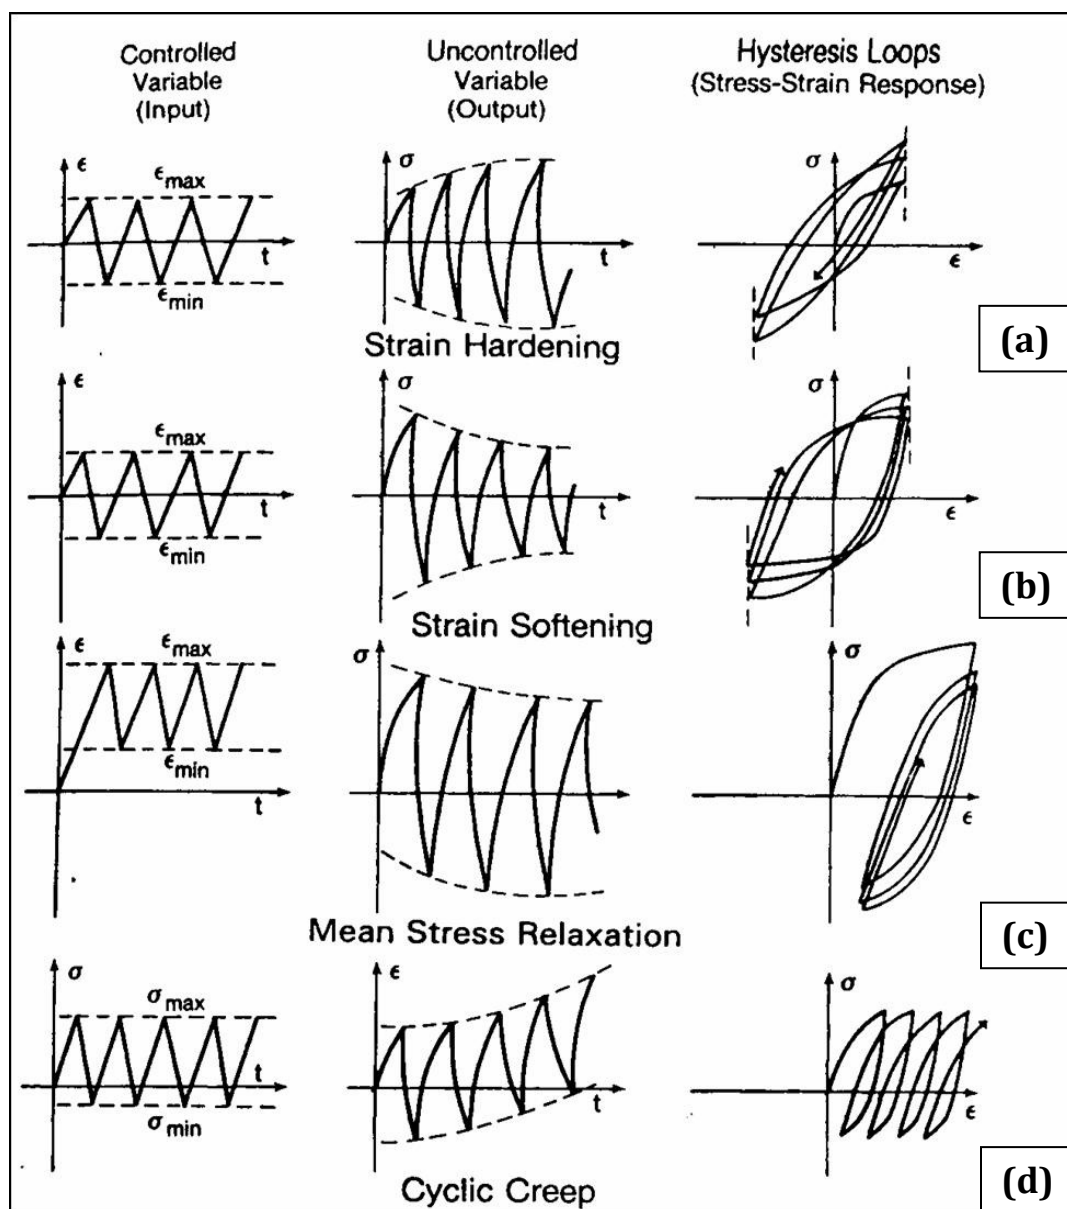 Controlled
Variable
(Input)
Uncontrolled
Variable
(Output)
Hysteresis Loops
(Stress-Strain Response)
ϵ
ϵmax
t
ϵmin
σ
t
σ
ϵ
Strain Hardening
(a)
ϵ
ϵmax
t
ϵmin
σ
t
σ
ϵ
Strain Softening
(b)
ϵ
ϵmax
ϵmin
t
σ
σ
ϵ
Mean Stress Relaxation
(c)
σ
σmax
t
σmin
ϵ
t
σ
ϵ
Cyclic Creep
(d)